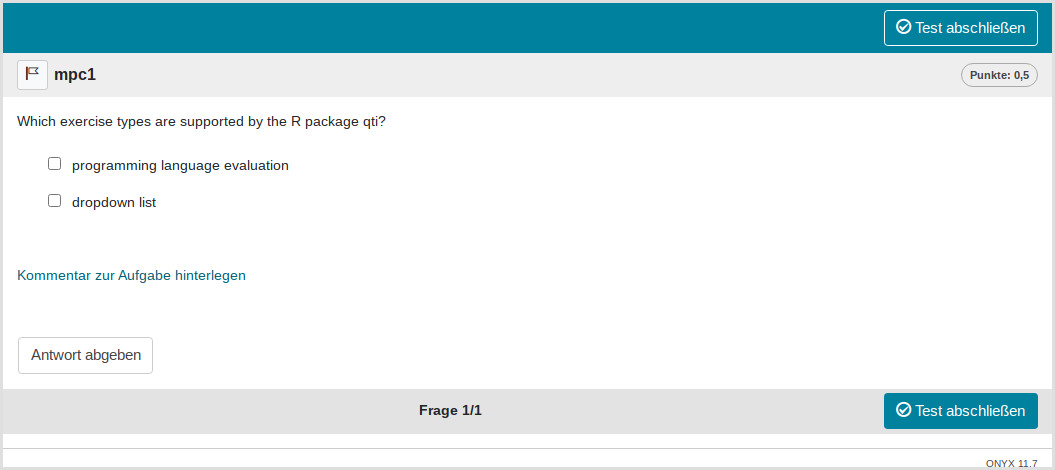 Test abschließen
mpc1
Punkte: 0,5
Which exercise types are supported by the R package qti?
programming language evaluation
dropdown list
Kommentar zur Aufgabe hinterlegen
Antwort abgeben
Frage 1/1
Test abschließen
ONYX 11.7